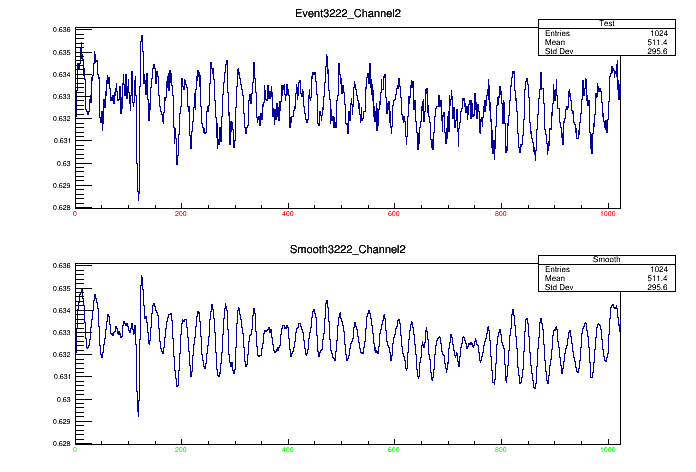 Event3222_Channel2
Test
Entries 1024
Mean 511.4
Std Dev 295.6
0.636
0.635
0.634
0.633
0.632
0.631
0.63
0.629
0.628
0 200 400 600 800 1000
Smooth3222_Channel2
Smooth
Entries 1024
Mean 511.4
Std Dev 295.6
0.636
0.635
0.634
0.633
0.632
0.631
0.63
0.629
0.628
0 200 400 600 800 1000